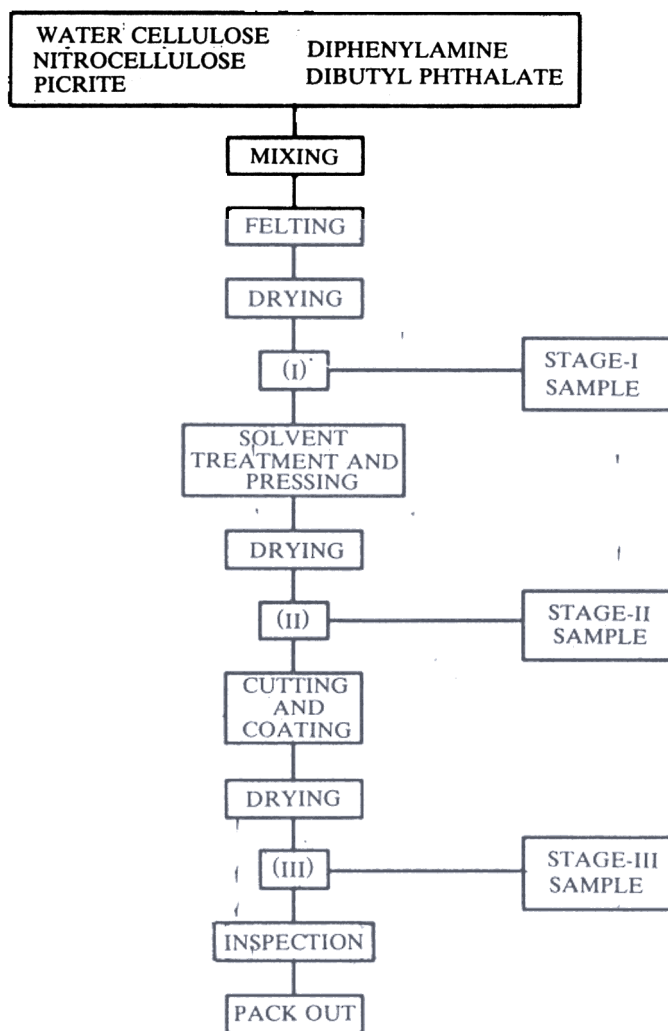 WATER CELLULOSE
NITROCELLULOSE
PICRITE
DIPHENYLAMINE
DIBUTYL PHTHALATE
MIXING
FELTING
DRYING
(I)
STAGE-I
SAMPLE
SOLVENT
TREATMENT AND
PRESSING
DRYING
(II)
STAGE-II
SAMPLE
CUTTING
AND
COATING
DRYING
(III)
STAGE-III
SAMPLE
INSPECTION
PACK OUT